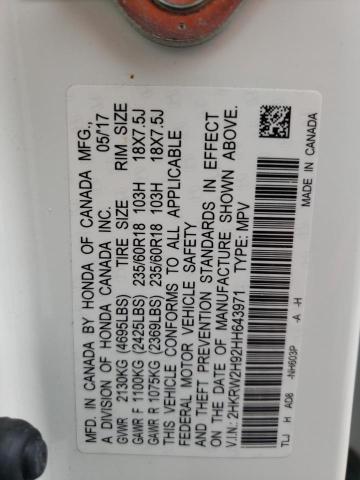 MFD. IN CANADA BY HONDA OF CANADA MFG.,
A DIVISION OF HONDA CANADA INC. 05/17
GVWR 2130KG (4695LBS) TIRE SIZE RIM SIZE
GAWR F 1100KG (2425LBS) 235/60R18 103H 18X7.5J
GAWR R 1075KG (2369LBS) 235/60R18 103H 18X7.5J
THIS VEHICLE CONFORMS TO ALL APPLICABLE
FEDERAL MOTOR VEHICLE SAFETY
AND THEFT PREVENTION STANDARDS IN EFFECT
ON THE DATE OF MANUFACTURE SHOWN ABOVE.
V.I.N.: 2HKRW2H92HH643971 TYPE: MPV
TLJ H AD8 -NH603P -A -H MADE IN CANADA